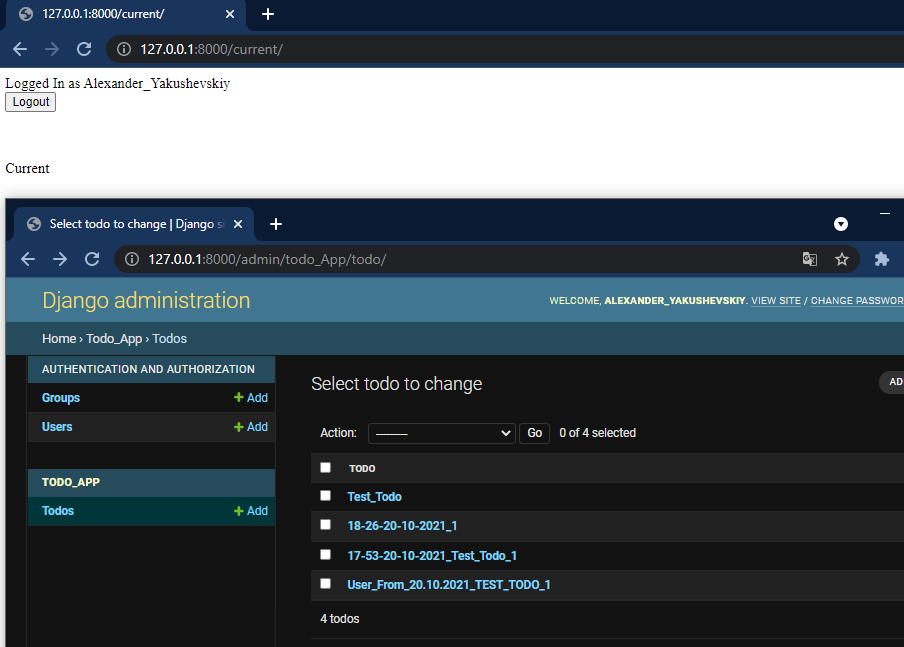 127.0.0.1:8000/current/
127.0.0.1:8000/current/
Logged In as Alexander_Yakushevskiy
Logout
Current
Select todo to change | Django si
127.0.0.1:8000/admin/todo_App/todo/
Django administration
WELCOME, ALEXANDER_YAKUSHEVSKIY. VIEW SITE / CHANGE PASSWOR
Home › Todo_App › Todos
AUTHENTICATION AND AUTHORIZATION
Groups + Add
Users + Add
TODO_APP
Todos + Add
Select todo to change
AD
Action: --------- Go 0 of 4 selected
TODO
Test_Todo
18-26-20-10-2021_1
17-53-20-10-2021_Test_Todo_1
User_From_20.10.2021_TEST_TODO_1
4 todos